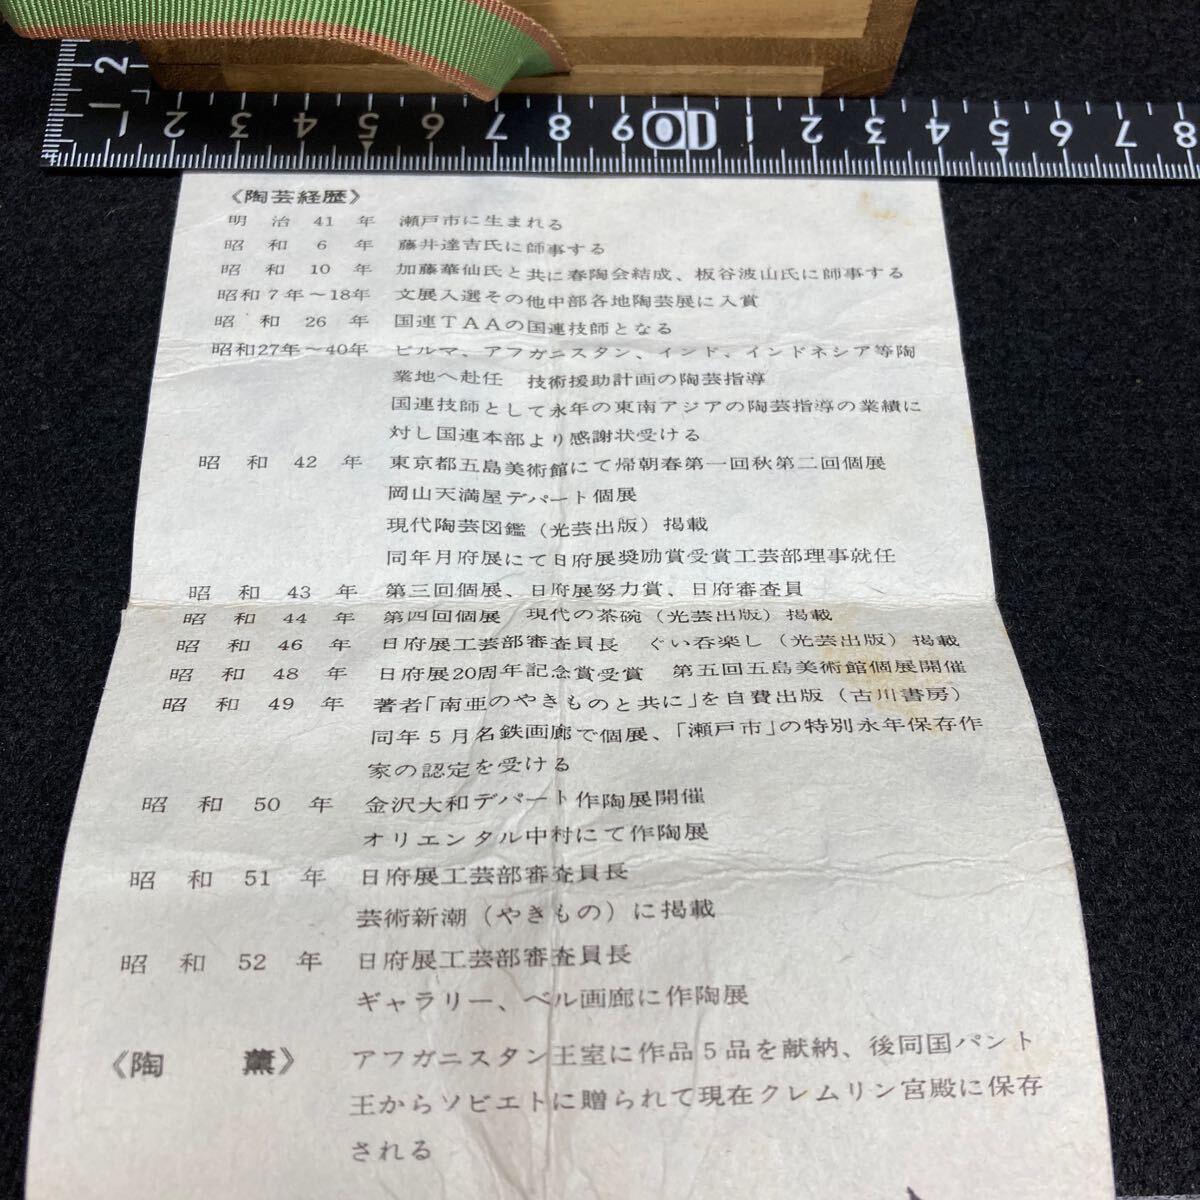 2
1 1 2 3 4 5 6 7 8 9 10 1 2 3 4 5 6 7 8
《陶芸経歴》
明治41年 瀬戸市に生まれる
昭和6年 藤井達吉氏に師事する
昭和10年 加藤華仙氏と共に春陶会結成、板谷波山氏に師事する
昭和7年〜18年 文展入選その他中部各地陶芸展に入賞
昭和26年 国連TAAの国連技師となる
昭和27年〜40年 ビルマ、アフガニスタン、インド、インドネシア等陶
業地へ赴任 技術援助計画の陶芸指導
国連技師として永年の東南アジアの陶芸指導の業績に
対し国連本部より感謝状受ける
昭和42年 東京都五島美術館にて帰朝春第一回秋第二回個展
岡山天満屋デパート個展
現代陶芸図鑑(光芸出版)掲載
同年月府展にて日府展奨励賞受賞工芸部理事就任
昭和43年 第三回個展、日府展努力賞、日府審査員
昭和44年 第四回個展 現代の茶碗(光芸出版)掲載
昭和46年 日府展工芸部審査員長 ぐい呑楽し(光芸出版)掲載
昭和48年 日府展20周年記念賞受賞 第五回五島美術館個展開催
昭和49年 著者「南亜のやきものと共に」を自費出版(古川書房)
同年5月名鉄画廊で個展、「瀬戸市」の特別永年保存作
家の認定を受ける
昭和50年 金沢大和デパート作陶展開催
オリエンタル中村にて作陶展
昭和51年 日府展工芸部審査員長
芸術新潮(やきもの)に掲載
昭和52年 日府展工芸部審査員長
ギャラリー、ベル画廊に作陶展
《陶薫》 アフガニスタン王室に作品5品を献納、後同国パント
王からソビエトに贈られて現在クレムリン宮殿に保存
される